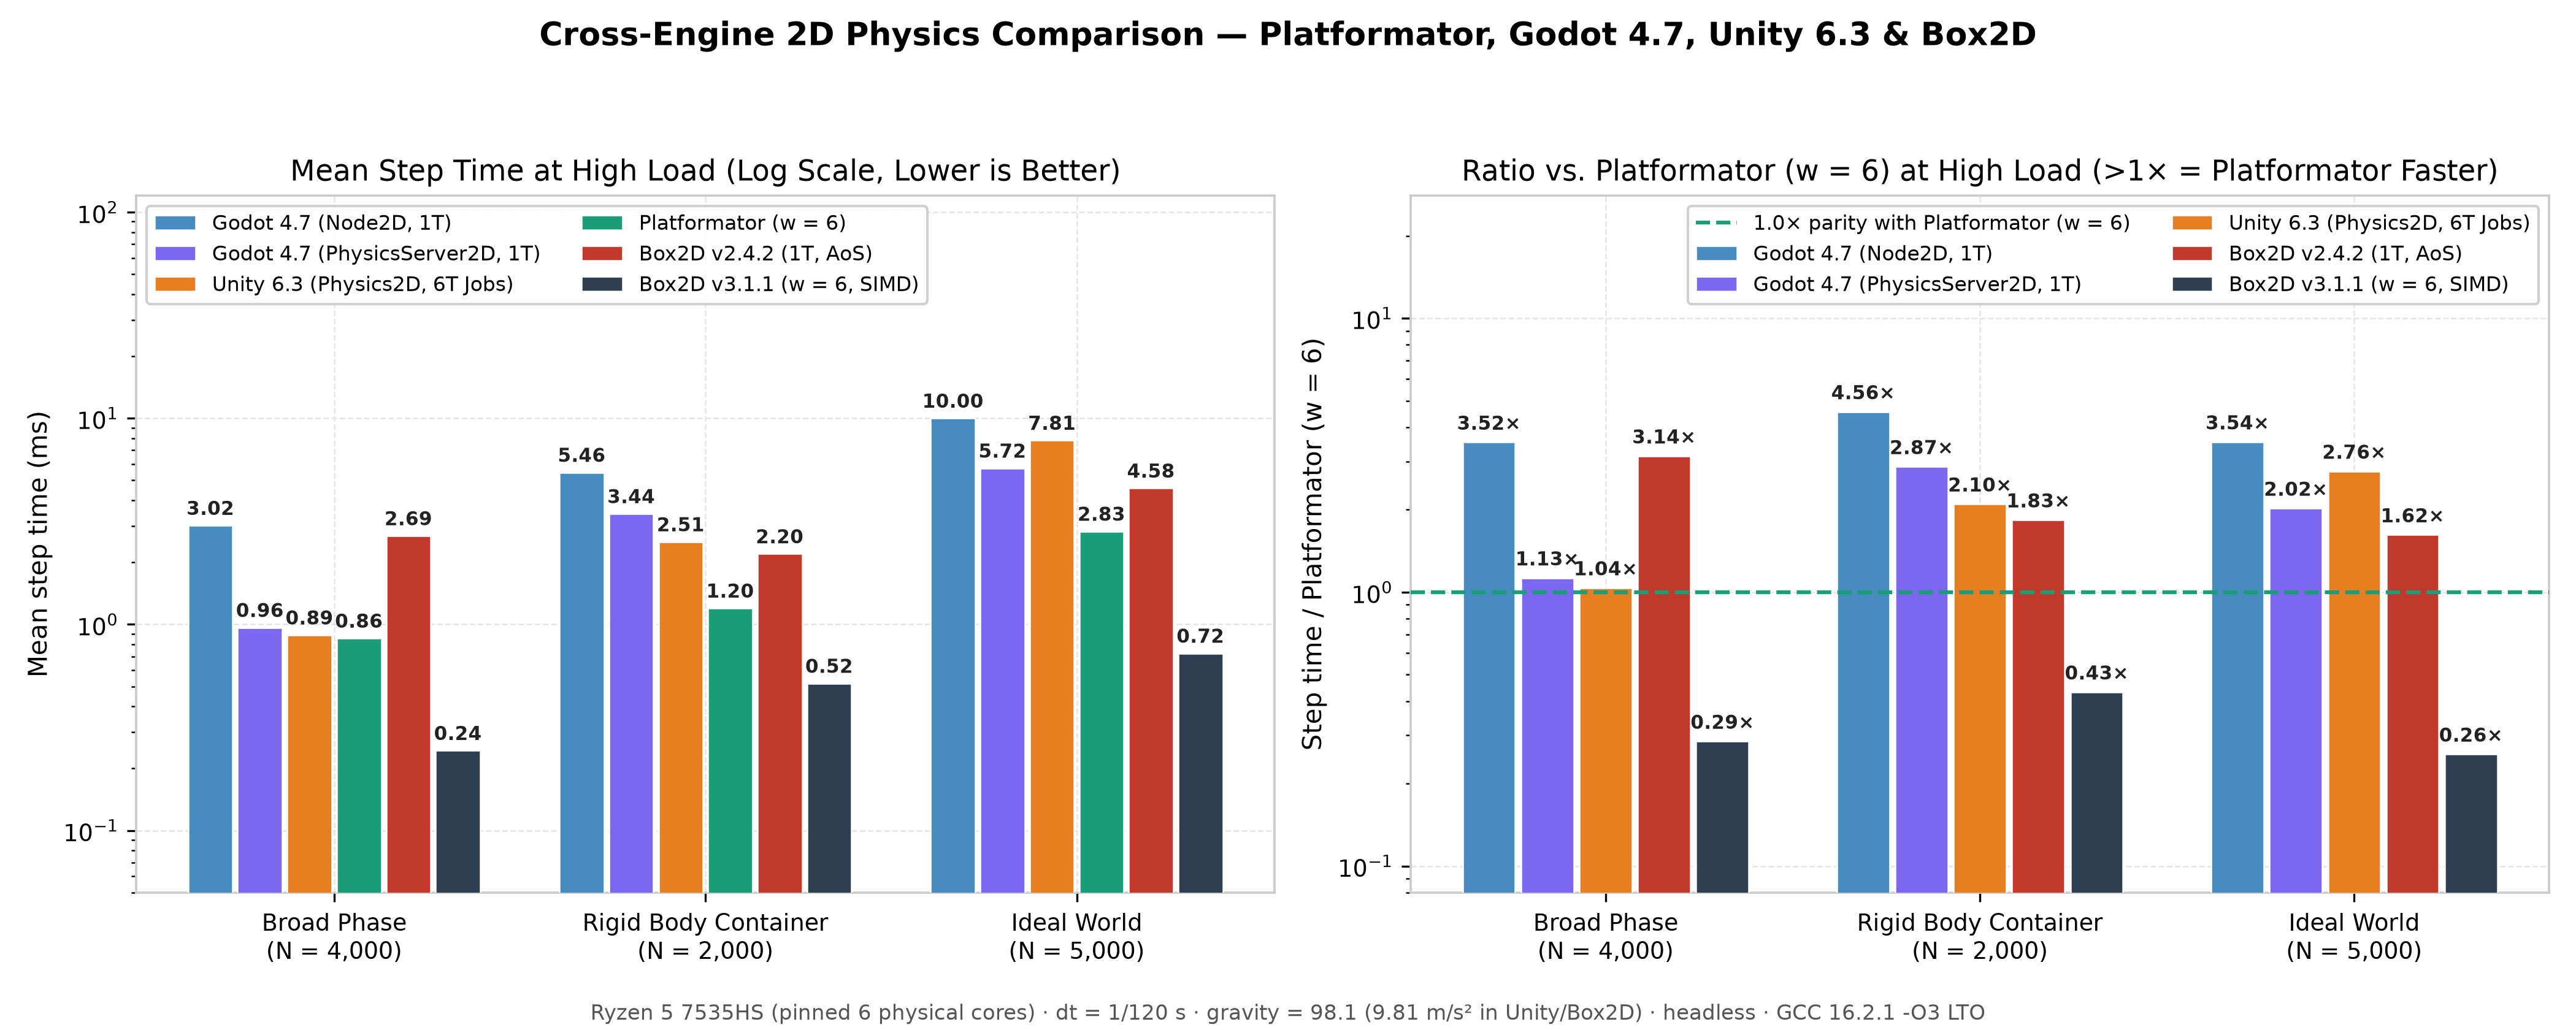 Cross-Engine 2D Physics Comparison — Platformator, Godot 4.7, Unity 6.3 & Box2D
Mean Step Time at High Load (Log Scale, Lower is Better)
Mean step time (ms)
10²
10¹
10⁰
10⁻¹
Godot 4.7 (Node2D, 1T)
Godot 4.7 (PhysicsServer2D, 1T)
Unity 6.3 (Physics2D, 6T Jobs)
Platformator (w = 6)
Box2D v2.4.2 (1T, AoS)
Box2D v3.1.1 (w = 6, SIMD)
3.02
0.96
0.89
0.86
2.69
0.24
5.46
3.44
2.51
1.20
2.20
0.52
10.00
5.72
7.81
2.83
4.58
0.72
Broad Phase
(N = 4,000)
Rigid Body Container
(N = 2,000)
Ideal World
(N = 5,000)
Ratio vs. Platformator (w = 6) at High Load (>1× = Platformator Faster)
Step time / Platformator (w = 6)
10¹
10⁰
10⁻¹
1.0× parity with Platformator (w = 6)
Godot 4.7 (Node2D, 1T)
Godot 4.7 (PhysicsServer2D, 1T)
Unity 6.3 (Physics2D, 6T Jobs)
Box2D v2.4.2 (1T, AoS)
Box2D v3.1.1 (w = 6, SIMD)
3.52×
1.13×
1.04×
3.14×
0.29×
4.56×
2.87×
2.10×
1.83×
0.43×
3.54×
2.02×
2.76×
1.62×
0.26×
Broad Phase
(N = 4,000)
Rigid Body Container
(N = 2,000)
Ideal World
(N = 5,000)
Ryzen 5 7535HS (pinned 6 physical cores) · dt = 1/120 s · gravity = 98.1 (9.81 m/s² in Unity/Box2D) · headless · GCC 16.2.1 -O3 LTO